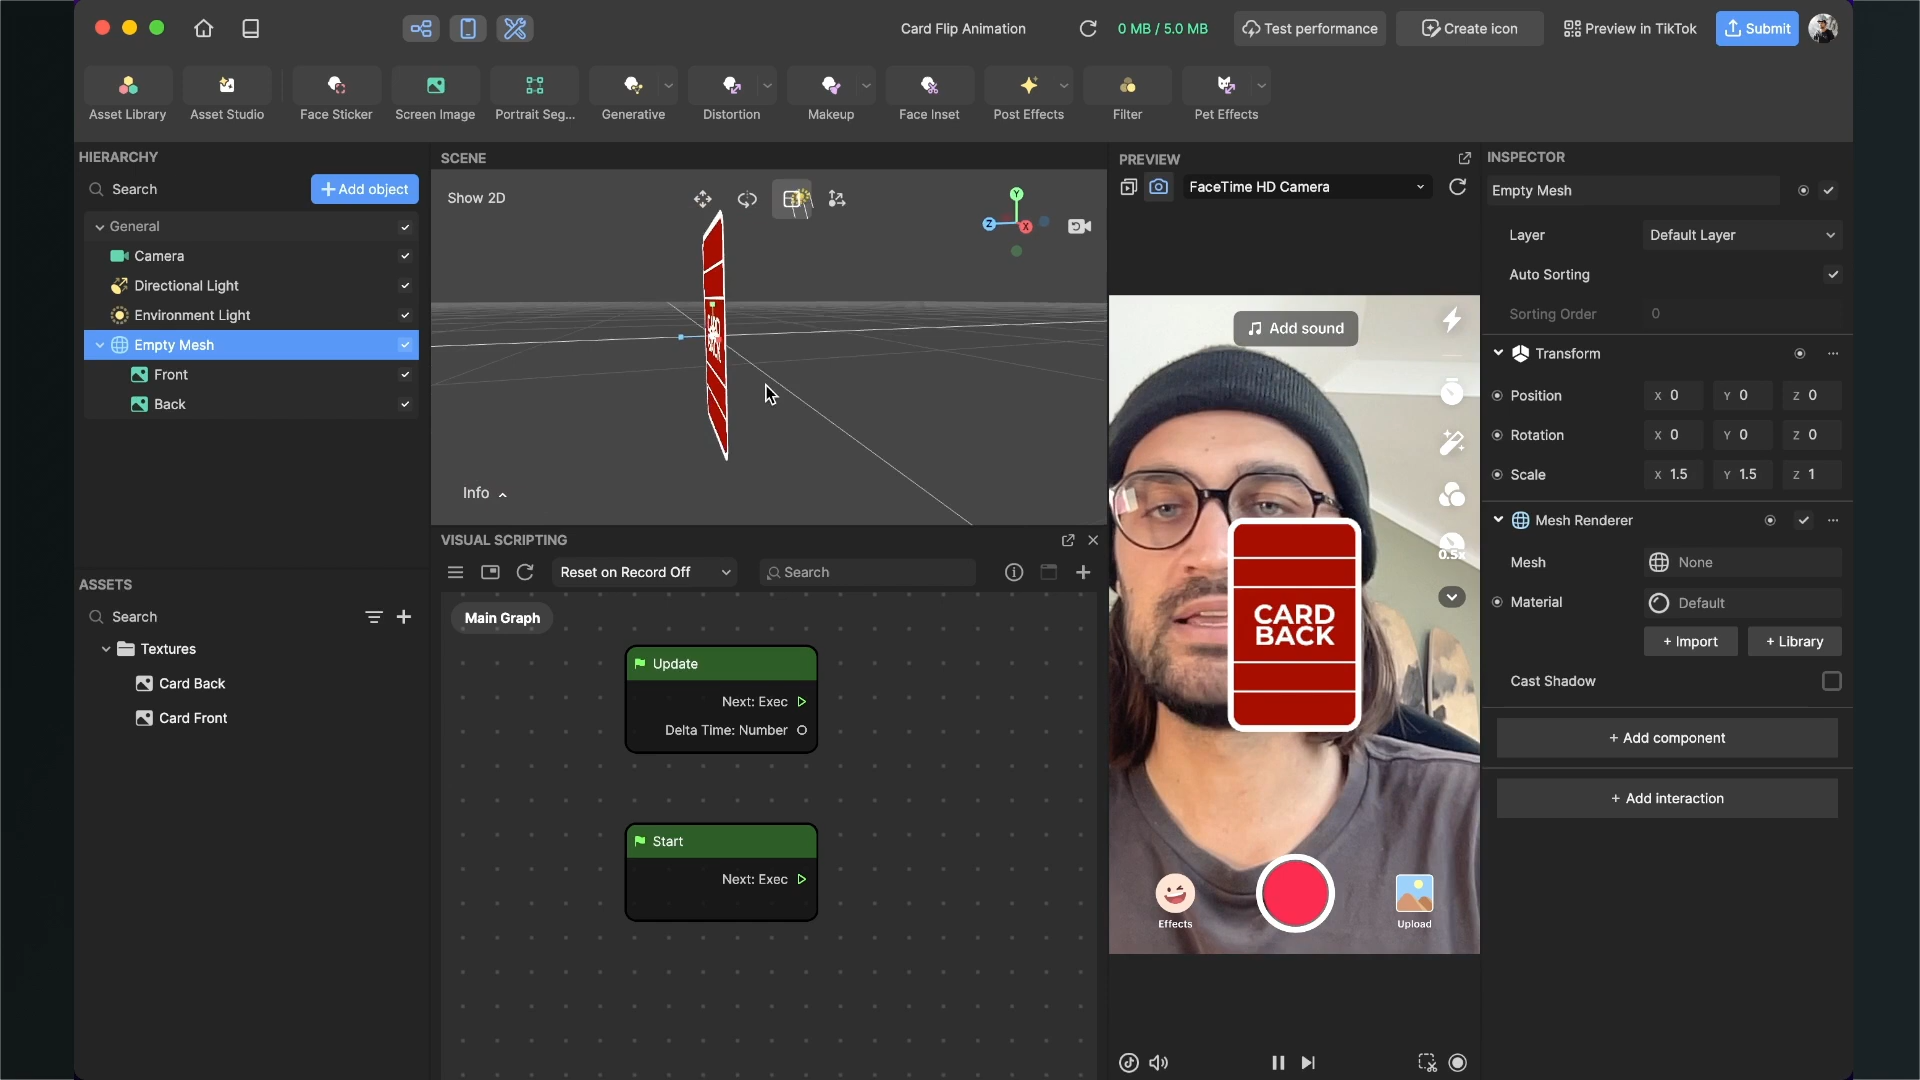 Card Flip Animation
0 MB / 5.0 MB
Test performance
Create icon
Preview in TikTok
Submit
Asset Library
Asset Studio
Face Sticker
Screen Image
Portrait Seg...
Generative
Distortion
Makeup
Face Inset
Post Effects
Filter
Pet Effects
HIERARCHY
Search
Add object
General
Camera
Directional Light
Environment Light
Empty Mesh
Front
Back
ASSETS
Search
Textures
Card Back
Card Front
SCENE
Show 2D
Y
Z
X
Info
VISUAL SCRIPTING
Reset on Record Off
Search
Main Graph
Update
Next: Exec
Delta Time: Number
Start
Next: Exec
PREVIEW
FaceTime HD Camera
Add sound
0.5x
CARD
BACK
Effects
Upload
INSPECTOR
Empty Mesh
Layer
Default Layer
Auto Sorting
Sorting Order
0
Transform
Position
X 0
Y 0
Z 0
Rotation
X 0
Y 0
Z 0
Scale
X 1.5
Y 1.5
Z 1
Mesh Renderer
Mesh
None
Material
Default
+ Import
+ Library
Cast Shadow
+ Add component
+ Add interaction